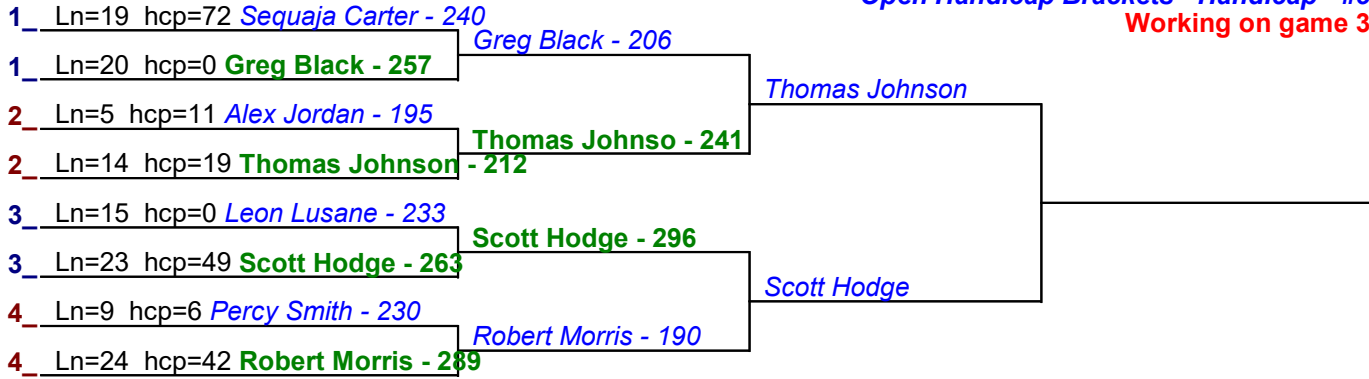 Open Handicap Brackets - Handicap
Working on game 3
1_ Ln=19 hcp=72 Sequaja Carter - 240
Greg Black - 206
1_ Ln=20 hcp=0 Greg Black - 257
Thomas Johnson
2_ Ln=5 hcp=11 Alex Jordan - 195
Thomas Johnso - 241
2_ Ln=14 hcp=19 Thomas Johnson - 212
3_ Ln=15 hcp=0 Leon Lusane - 233
Scott Hodge - 296
3_ Ln=23 hcp=49 Scott Hodge - 263
Scott Hodge
4_ Ln=9 hcp=6 Percy Smith - 230
Robert Morris - 190
4_ Ln=24 hcp=42 Robert Morris - 289